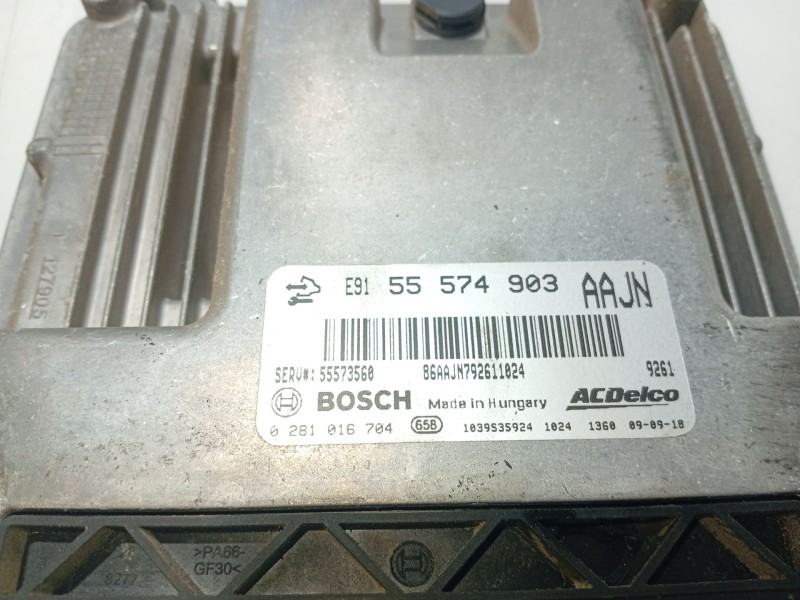 E91 55 574 903 AAJN
SERV#: 55573560 86AAJN792611024 9261
BOSCH Made in Hungary ACDelco
0 281 016 704 658 1039S35924 1024 1360 09-09-18
127905
>PA66-
GF30<